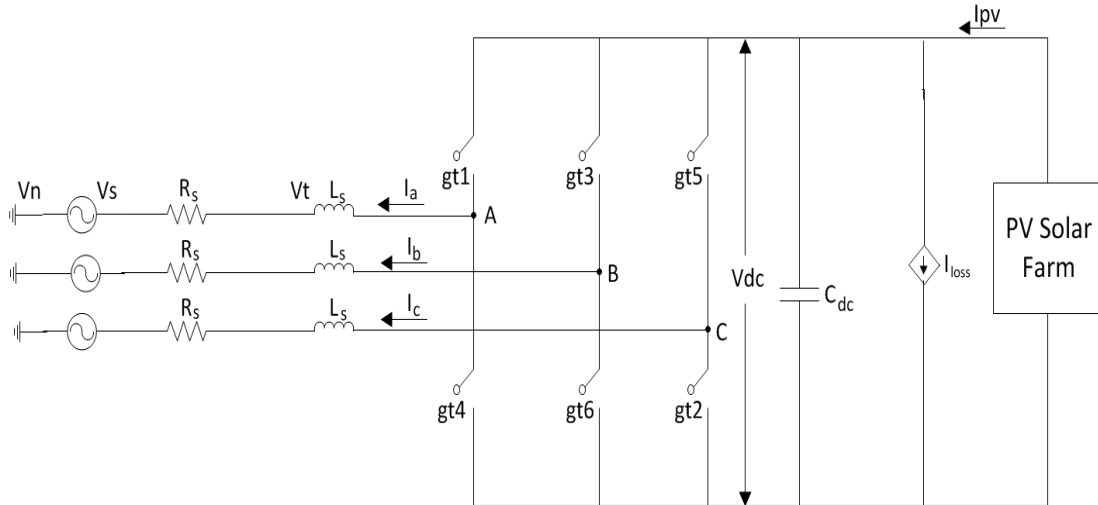 Ipv
gt1
gt3
gt5
Vn
Vs
Rs
Vt
Ls
Ia
A
Rs
Ls
Ib
B
Vdc
Cdc
Iloss
PV Solar
Farm
Rs
Ls
Ic
C
gt4
gt6
gt2